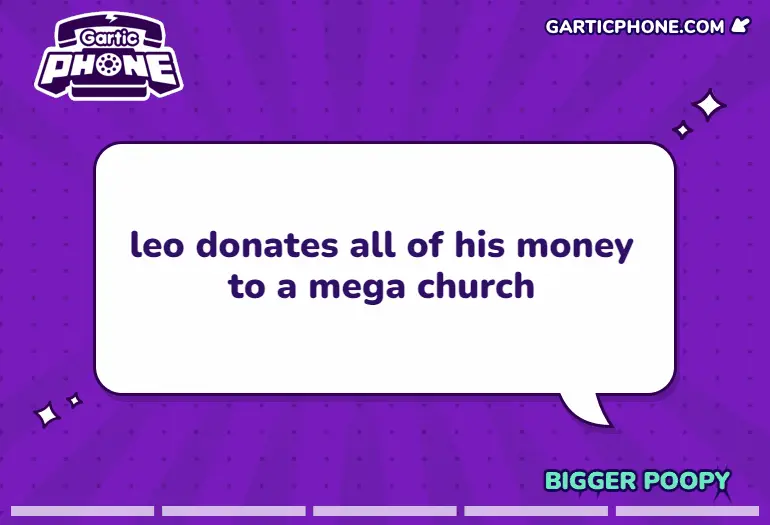 Gartic
PHONE
GARTICPHONE.COM
leo donates all of his money
to a mega church
BIGGER POOPY